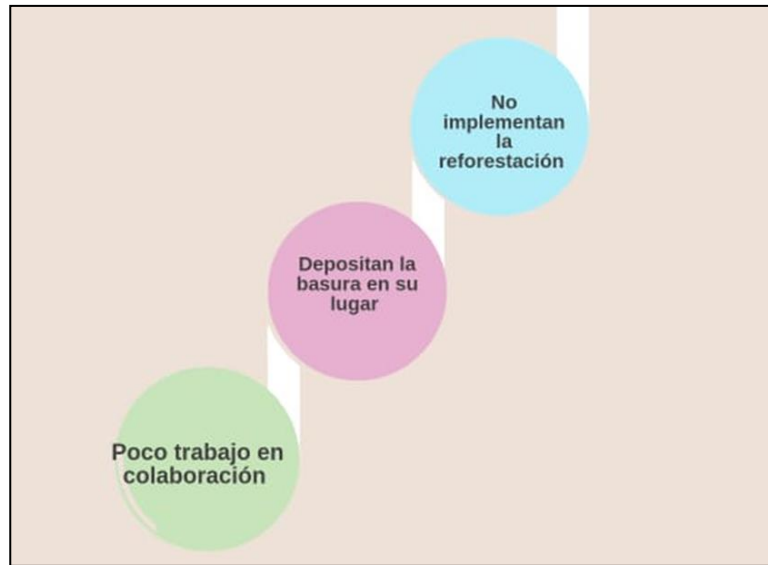 No
implementan
la
reforestación
Depositan la
basura en su
lugar
Poco trabajo en
colaboración